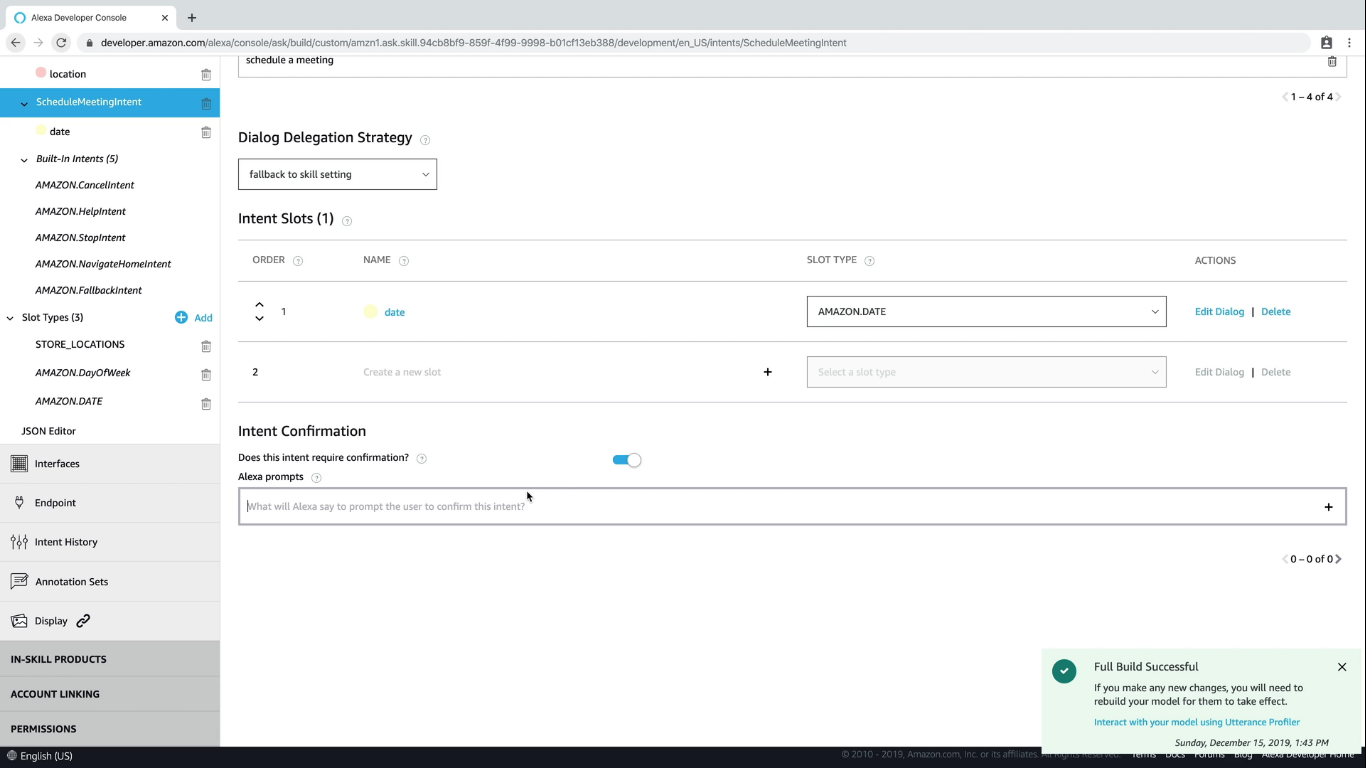 Alexa Developer Console
developer.amazon.com/alexa/console/ask/build/custom/amzn1.ask.skill.94cb8bf9-859f-4f99-9998-b01cf13eb388/development/en_US/intents/ScheduleMeetingIntent
location
ScheduleMeetingIntent
date
Built-In Intents (5)
AMAZON.CancelIntent
AMAZON.HelpIntent
AMAZON.StopIntent
AMAZON.NavigateHomeIntent
AMAZON.FallbackIntent
Slot Types (3)
Add
STORE_LOCATIONS
AMAZON.DayOfWeek
AMAZON.DATE
JSON Editor
Interfaces
Endpoint
Intent History
Annotation Sets
Display
IN-SKILL PRODUCTS
ACCOUNT LINKING
PERMISSIONS
English (US)
schedule a meeting
1 – 4 of 4
Dialog Delegation Strategy
fallback to skill setting
Intent Slots (1)
ORDER NAME SLOT TYPE ACTIONS
1 date AMAZON.DATE Edit Dialog | Delete
2 Create a new slot Select a slot type Edit Dialog | Delete
Intent Confirmation
Does this intent require confirmation?
Alexa prompts
What will Alexa say to prompt the user to confirm this intent?
0 – 0 of 0
Full Build Successful
If you make any new changes, you will need to
rebuild your model for them to take effect.
Interact with your model using Utterance Profiler
Sunday, December 15, 2019, 1:43 PM
© 2010 - 2019, Amazon.com, Inc. or its affiliates. All Rights Reserved. Terms Docs Forums Blog Alexa Developer Home